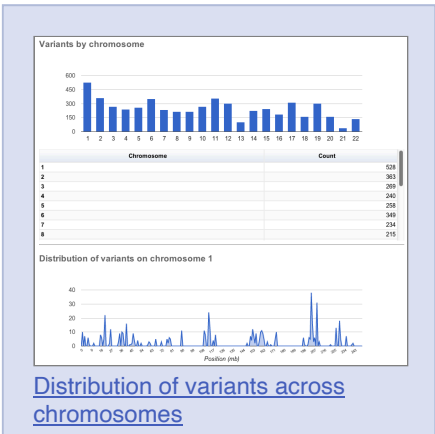 Variants by chromosome
600
450
300
150
0
1 2 3 4 5 6 7 8 9 10 11 12 13 14 15 16 17 18 19 20 21 22
Chromosome Count
1 528
2 363
3 269
4 240
5 258
6 349
7 234
8 215
Distribution of variants on chromosome 1
40
30
20
10
0
Position (mb)
Distribution of variants across
chromosomes